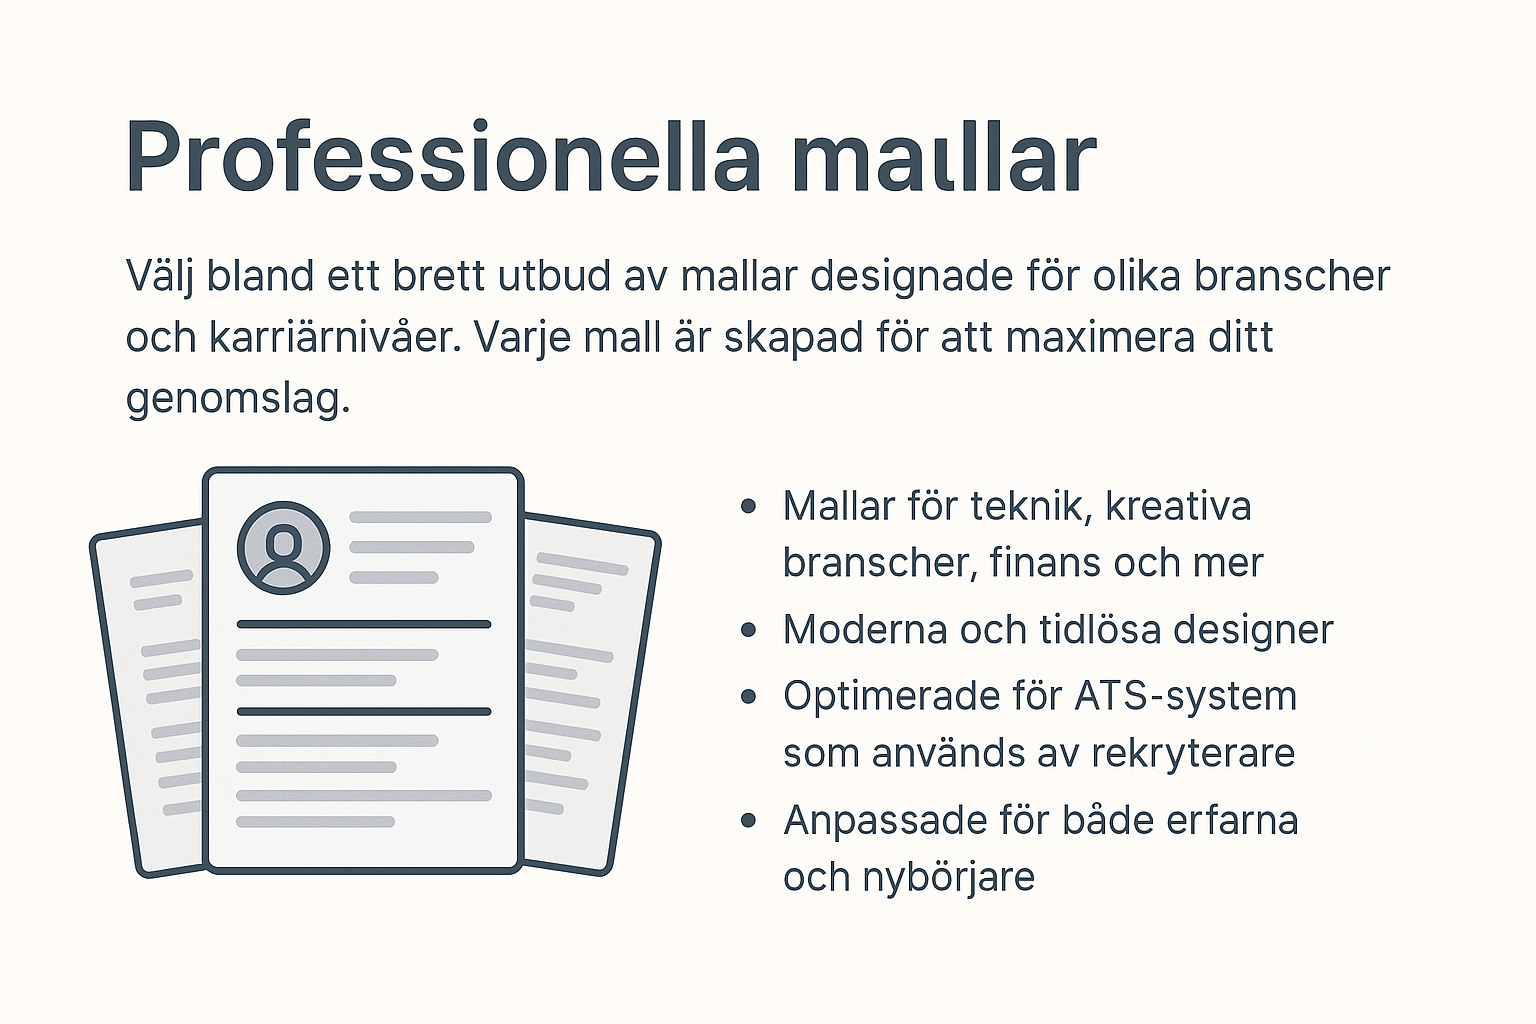 Professionella maıllar
Välj bland ett brett utbud av mallar designade för olika branscher
och karriärnivåer. Varje mall är skapad för att maximera ditt
genomslag.
• Mallar för teknik, kreativa
branscher, finans och mer
• Moderna och tidlösa designer
• Optimerade för ATS-system
som används av rekryterare
• Anpassade för både erfarna
och nybörjare